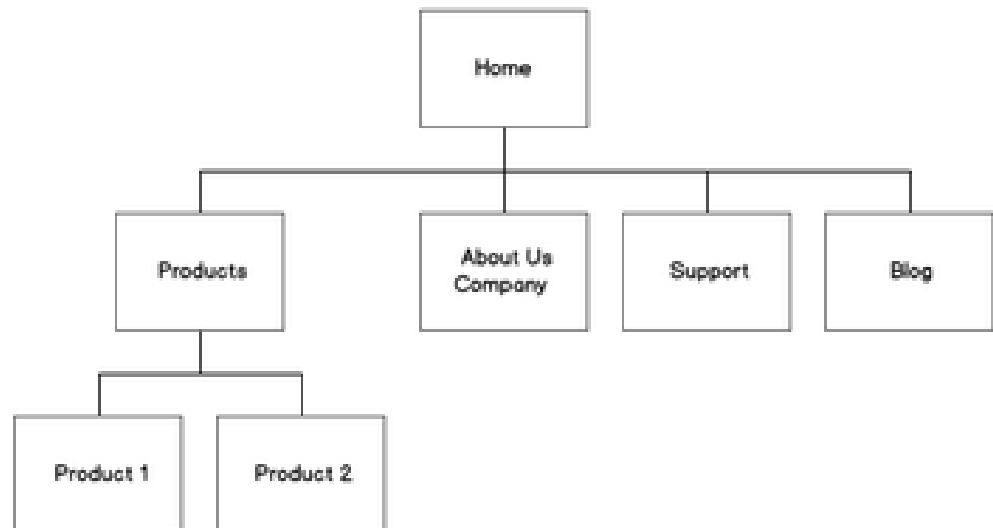 Home
Products
About Us
Company
Support
Blog
Product 1
Product 2